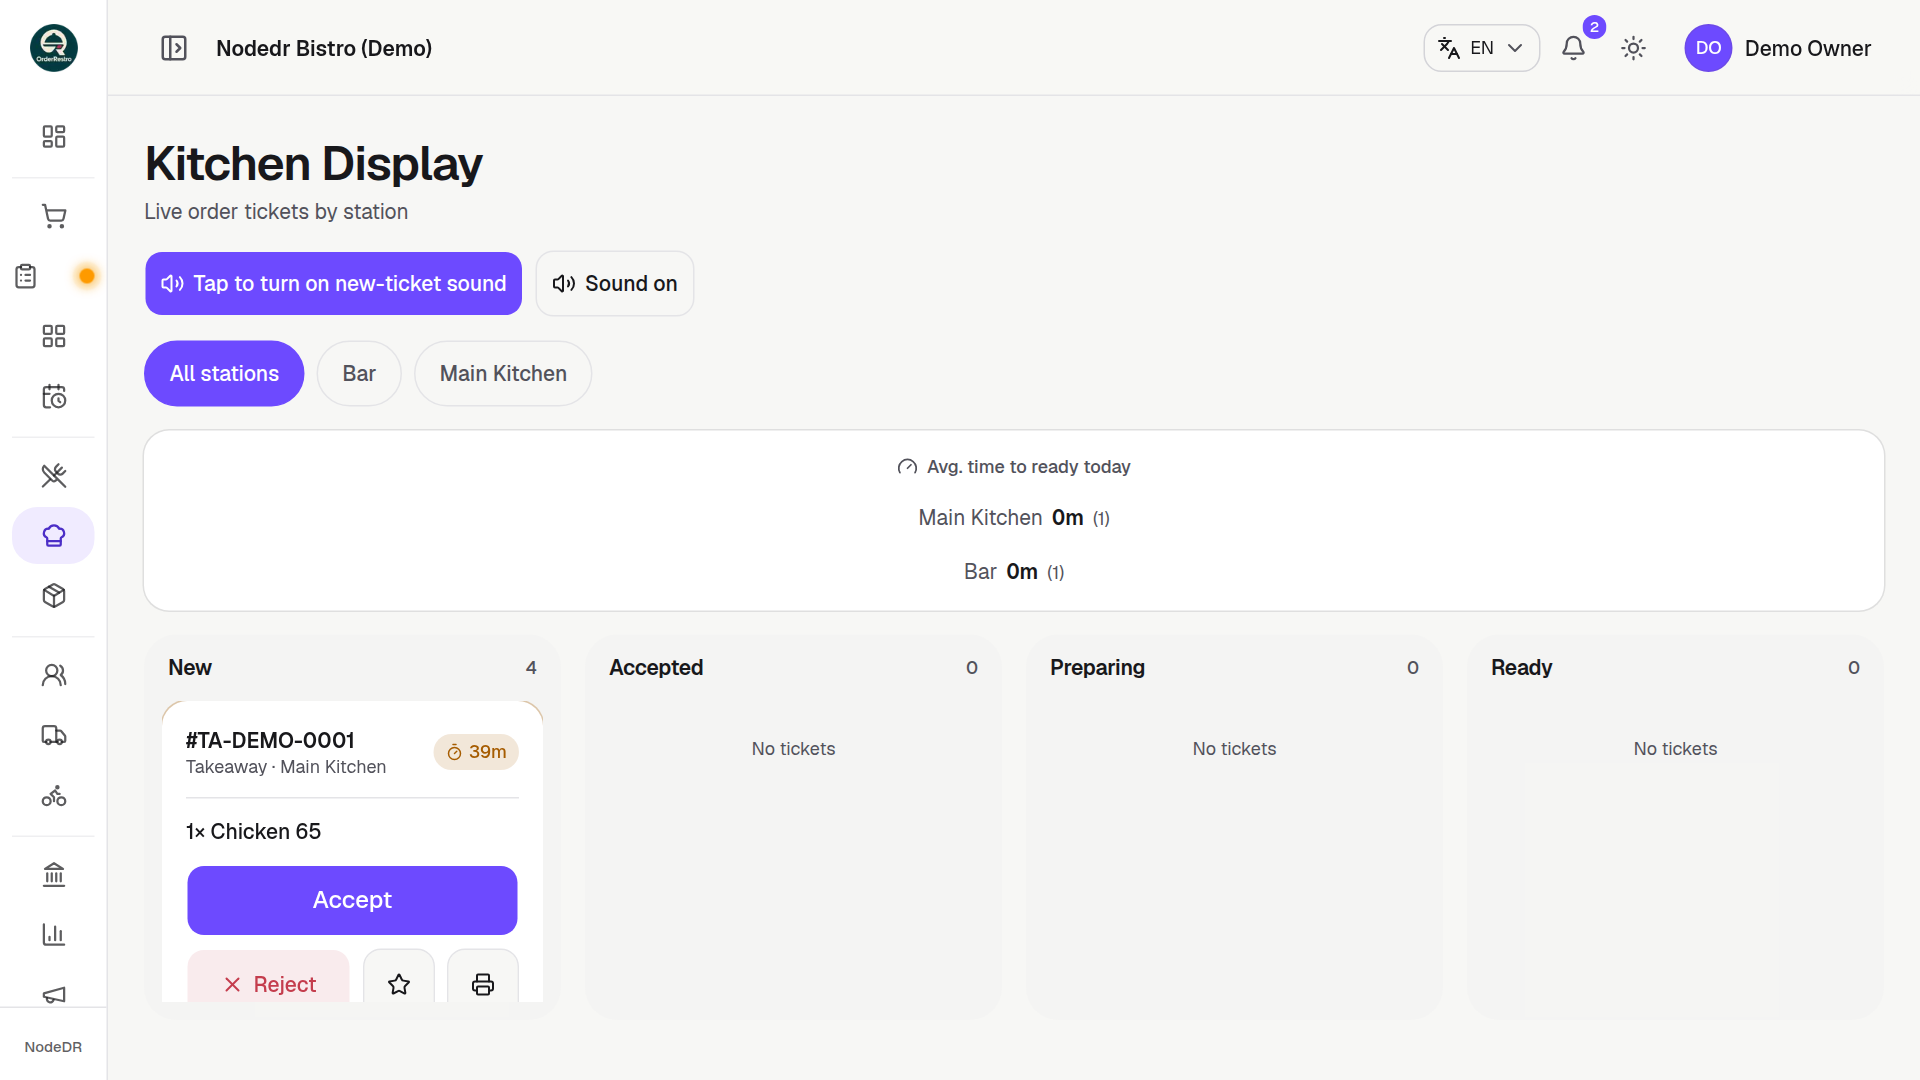 OrderRestro
Nodedr Bistro (Demo)
EN
2
DO
Demo Owner
Kitchen Display
Live order tickets by station
Tap to turn on new-ticket sound
Sound on
All stations
Bar
Main Kitchen
Avg. time to ready today
Main Kitchen 0m (1)
Bar 0m (1)
New 4
#TA-DEMO-0001
Takeaway · Main Kitchen
39m
1× Chicken 65
Accept
Reject
Accepted 0
No tickets
Preparing 0
No tickets
Ready 0
No tickets
NodeDR